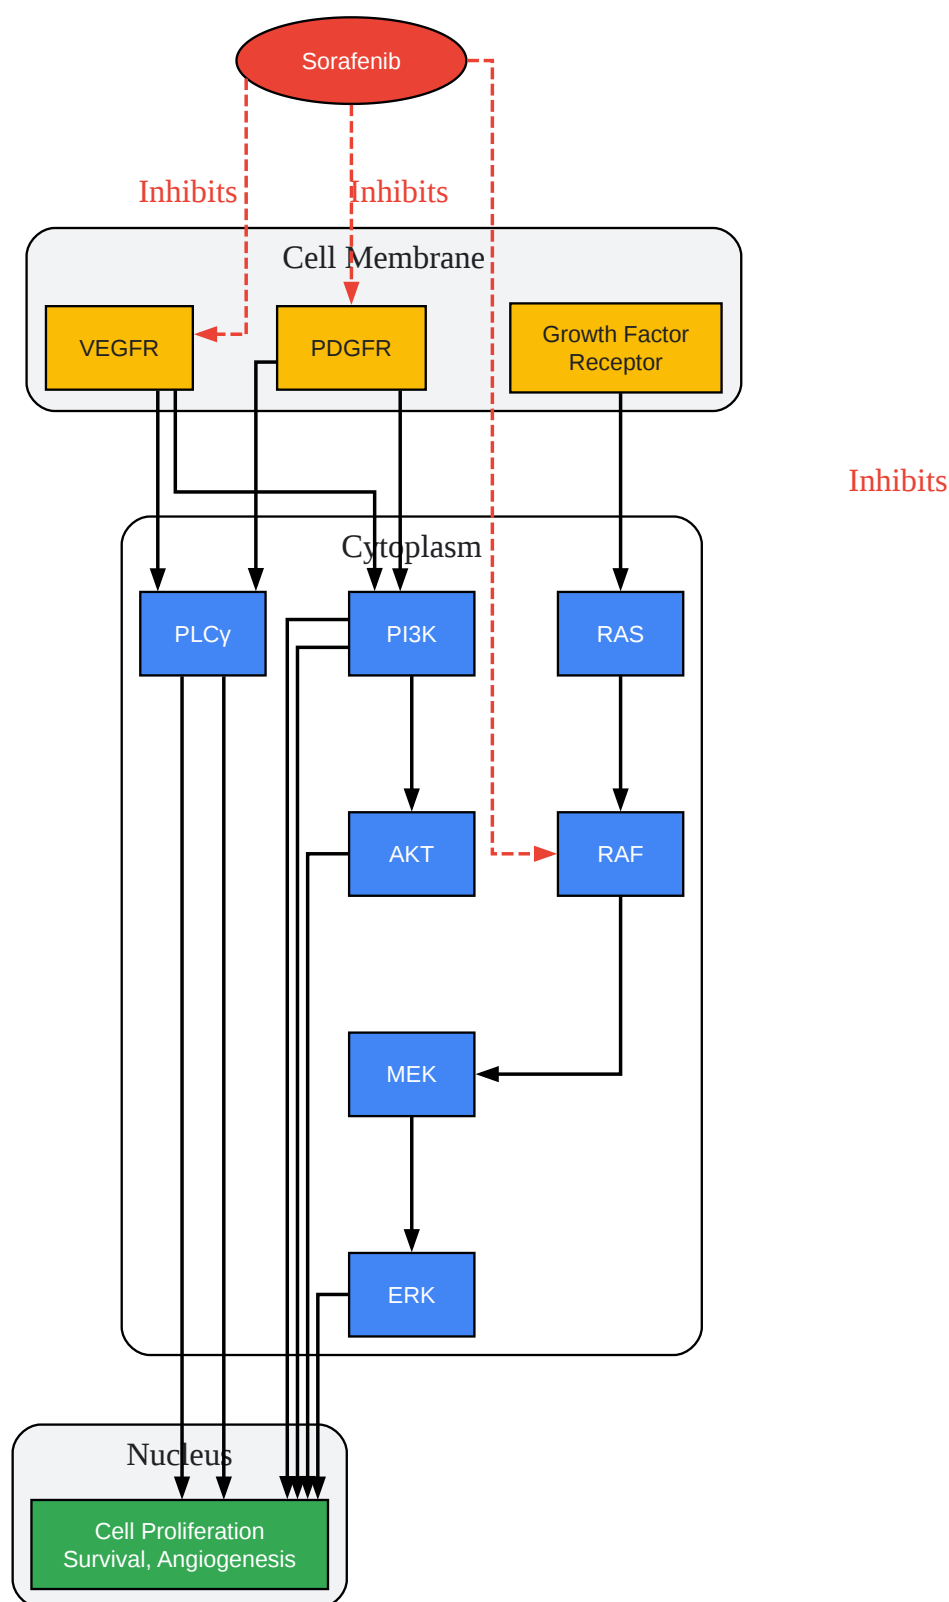 Sorafenib
Inhibits
Inhibits
Cell Membrane
VEGFR
PDGFR
Growth Factor
Receptor
Inhibits
Cytoplasm
PLCγ
PI3K
RAS
AKT
RAF
MEK
ERK
Nucleus
Cell Proliferation
Survival, Angiogenesis